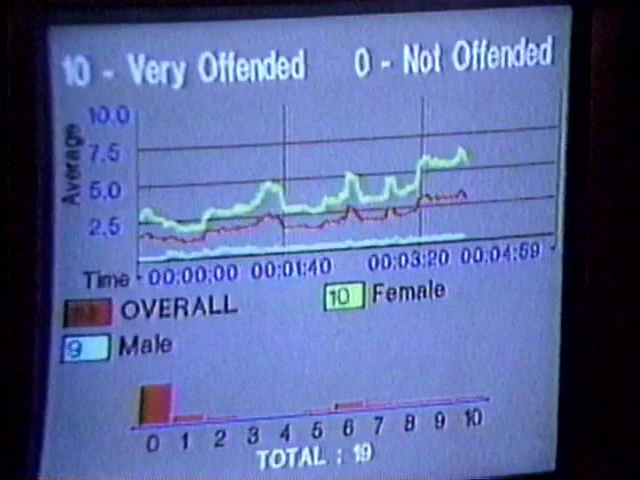 10 - Very Offended 0 - Not Offended
Average
10.0
7.5
5.0
2.5
Time 00:00:00 00:01:40 00:03:20 00:04:59
OVERALL
10 Female
9 Male
0 1 2 3 4 5 6 7 8 9 10
TOTAL : 19